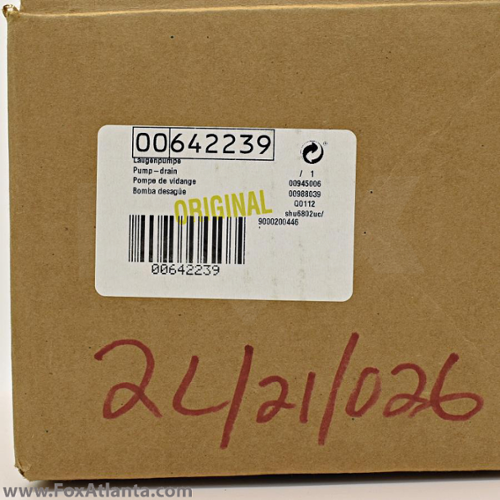 00642239
Laugenpumpe
Pump-drain
Pompe de vidange
Bomba desagüe
ORIGINAL
/ 1
00945006
00988039
Q0112
shu6802uc/
9000200446
00642239
2L/21/026
www.FoxAtlanta.com